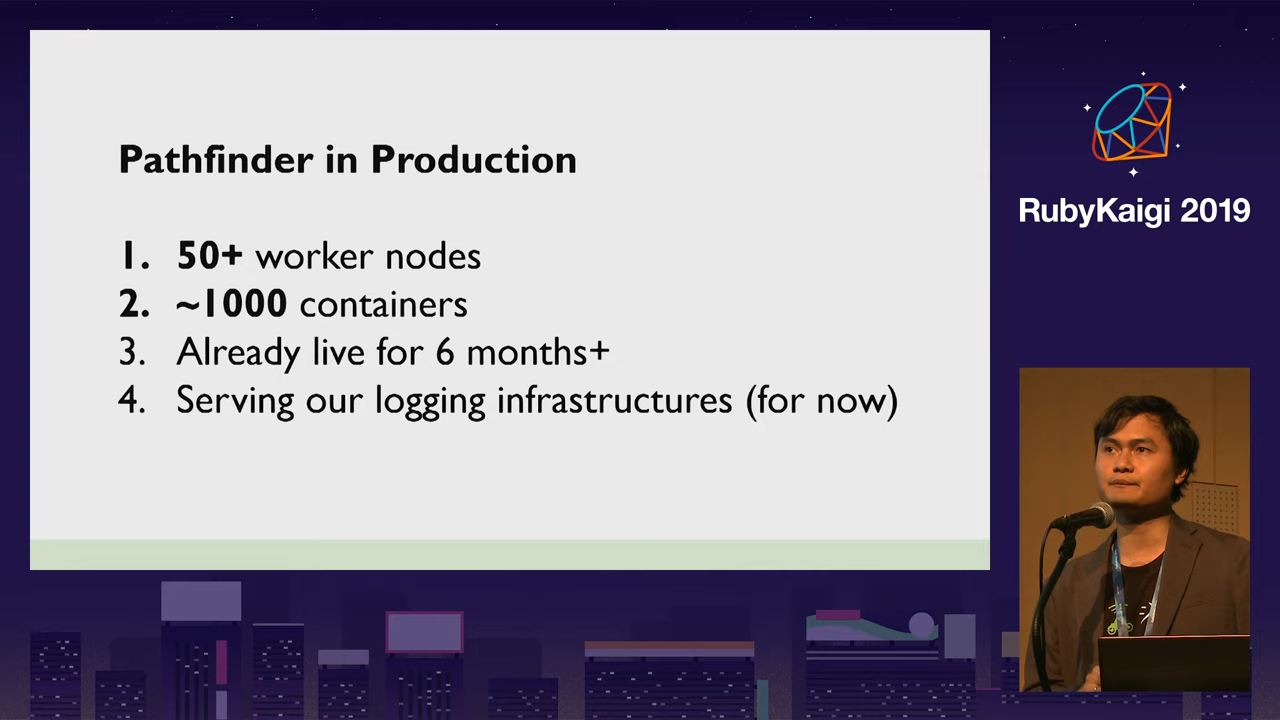 Pathfinder in Production
1. 50+ worker nodes
2. ~1000 containers
3. Already live for 6 months+
4. Serving our logging infrastructures (for now)
RubyKaigi 2019